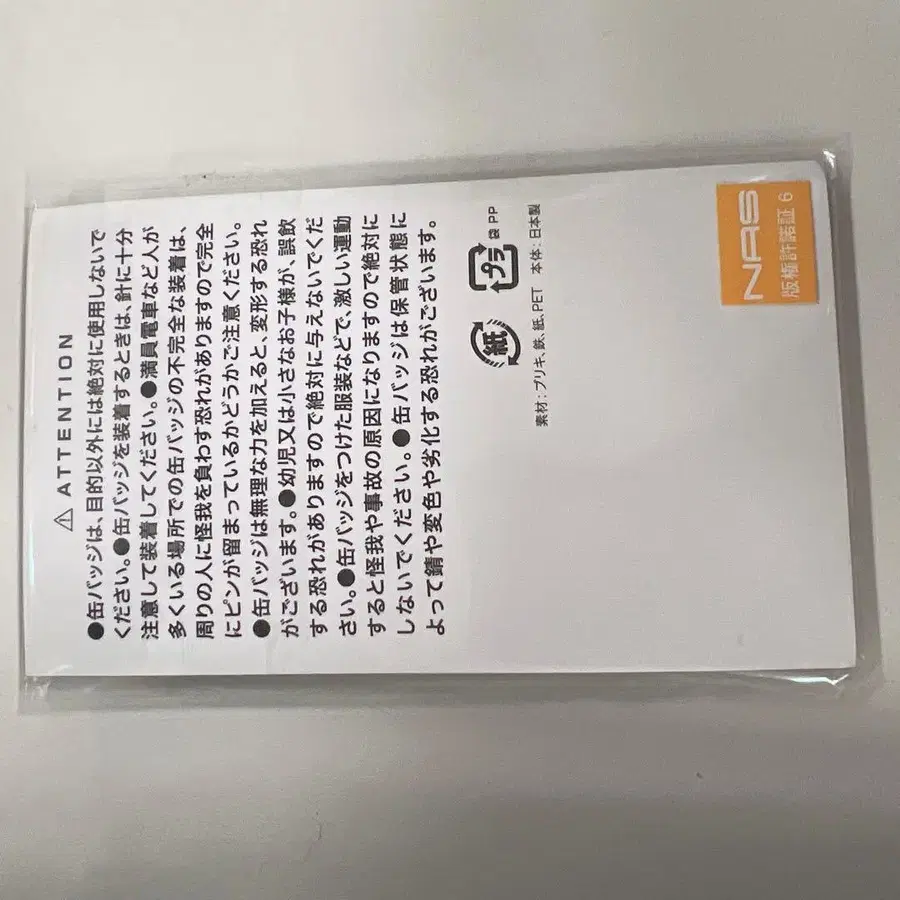 ⚠ ATTENTION
●缶バッジは、目的以外には絶対に使用しないで
ください。●缶バッジを装着するときは、針に十分
注意して装着してください。●満員電車など人が
多くいる場所での缶バッジの不完全な装着は、
周りの人に怪我を負わす恐れがありますので完全
にピンが留まっているかどうかご注意ください。
●缶バッジは無理な力を加えると、変形する恐れ
がございます。●幼児又は小さなお子様が、誤飲
する恐れがありますので絶対に与えないでくだ
さい。●缶バッジをつけた服装などで、激しい運動
すると怪我や事故の原因になりますので絶対に
しないでください。●缶バッジは保管状態に
よって錆や変色や劣化する恐れがございます。
紙 プラ 袋 PP
素材：ブリキ、鉄、紙、PET 本体：日本製
NAS
版権許諾証 6